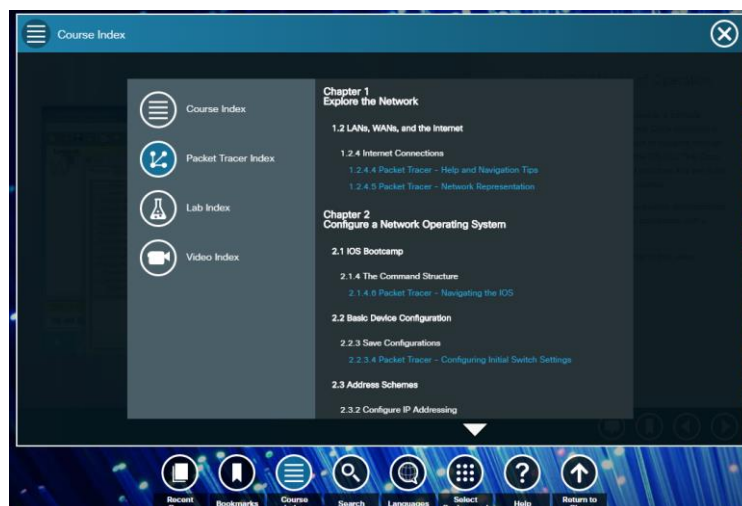 Course Index
Course Index
Packet Tracer Index
Lab Index
Video Index
Chapter 1
Explore the Network
1.2 LANs, WANs, and the Internet
1.2.4 Internet Connections
1.2.4.4 Packet Tracer - Help and Navigation Tips
1.2.4.5 Packet Tracer - Network Representation
Chapter 2
Configure a Network Operating System
2.1 IOS Bootcamp
2.1.4 The Command Structure
2.1.4.6 Packet Tracer - Navigating the IOS
2.2 Basic Device Configuration
2.2.3 Save Configurations
2.2.3.4 Packet Tracer - Configuring Initial Switch Settings
2.3 Address Schemes
2.3.2 Configure IP Addressing
Recent
Bookmarks
Course
Search
Languages
Select
Help
Return to